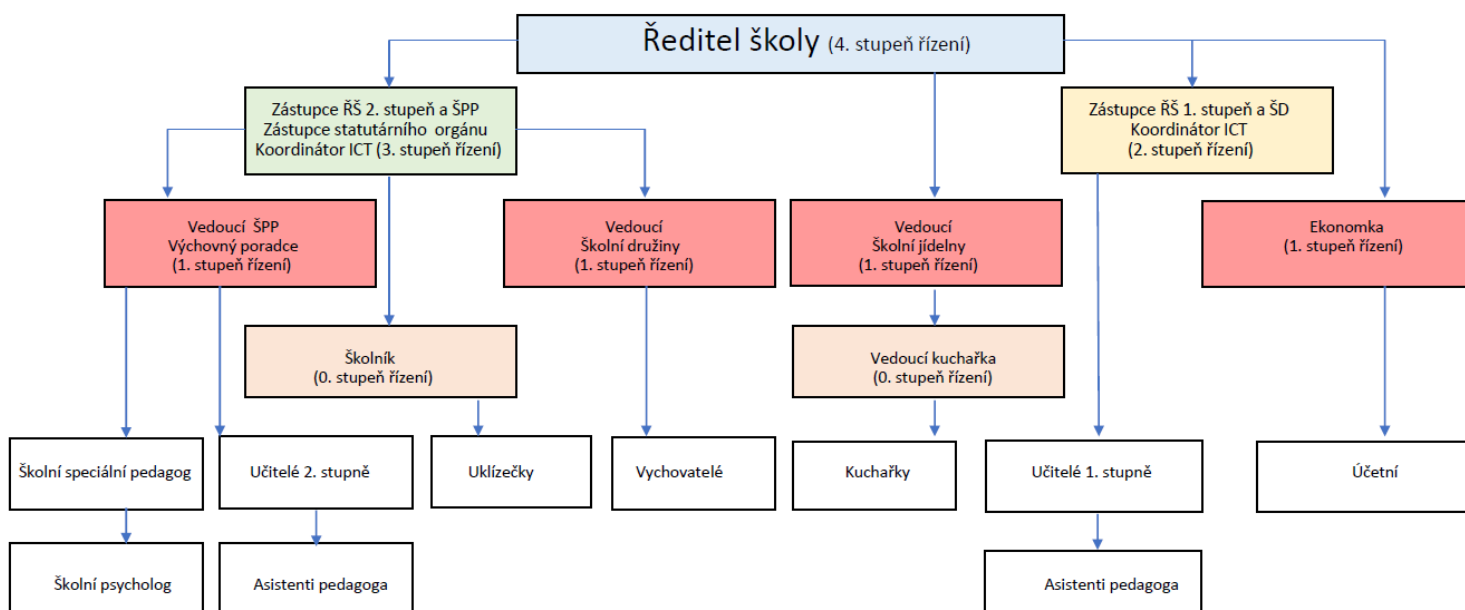 Ředitel školy (4. stupeň řízení)
Zástupce ŘŠ 2. stupeň a ŠPP
Zástupce statutárního orgánu
Koordinátor ICT (3. stupeň řízení)
Zástupce ŘŠ 1. stupeň a ŠD
Koordinátor ICT
(2. stupeň řízení)
Vedoucí ŠPP
Výchovný poradce
(1. stupeň řízení)
Vedoucí
Školní družiny
(1. stupeň řízení)
Vedoucí
Školní jídelny
(1. stupeň řízení)
Ekonomka
(1. stupeň řízení)
Školník
(0. stupeň řízení)
Vedoucí kuchařka
(0. stupeň řízení)
Školní speciální pedagog
Učitelé 2. stupně
Uklízečky
Vychovatelé
Kuchařky
Učitelé 1. stupně
Účetní
Školní psycholog
Asistenti pedagoga
Asistenti pedagoga